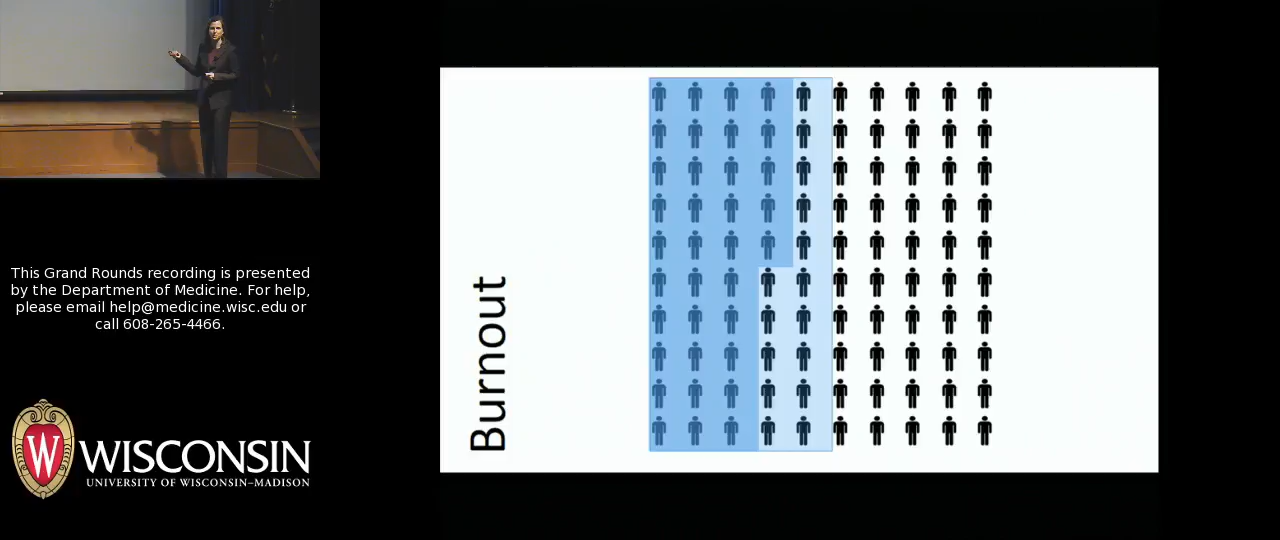 This Grand Rounds recording is presented
by the Department of Medicine. For help,
please email help@medicine.wisc.edu or
call 608-265-4466.
W
WISCONSIN
UNIVERSITY OF WISCONSIN–MADISON
Burnout